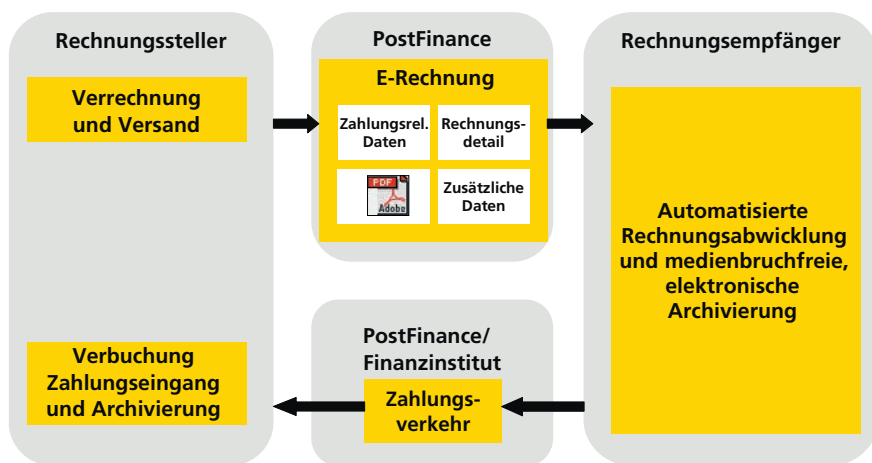 Rechnungssteller
Verrechnung
und Versand
Verbuchung
Zahlungseingang
und Archivierung
PostFinance
E-Rechnung
Zahlungsrel.
Daten
Rechnungs-
detail
PDF
Adobe
Zusätzliche
Daten
PostFinance/
Finanzinstitut
Zahlungs-
verkehr
Rechnungsempfänger
Automatisierte
Rechnungsabwicklung
und medienbruchfreie,
elektronische
Archivierung